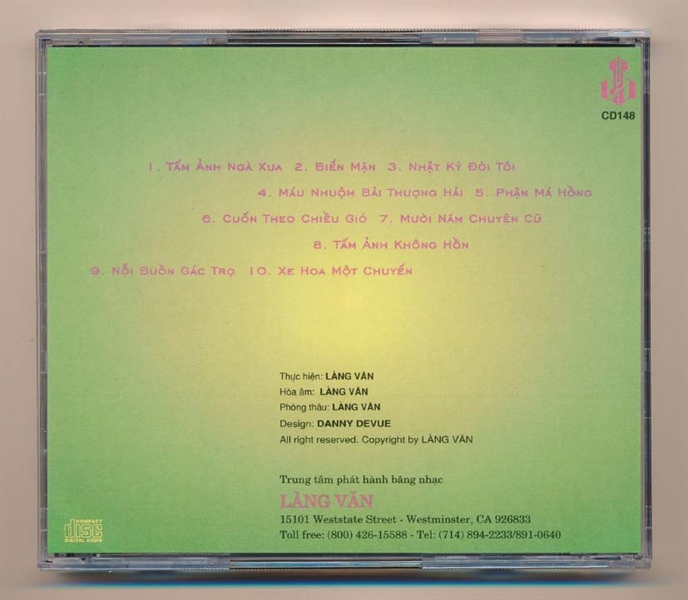 CD148
1. TẤM ẢNH NGÀ XƯA 2. BIỂN MẶN 3. NHẬT KÝ ĐỜI TÔI
4. MÁU NHUỘM BẢI THƯỢNG HẢI 5. PHẬN MÁ HỒNG
6. CUỐN THEO CHIỀU GIÓ 7. MƯỜI NĂM CHUYỆN CŨ
8. TẤM ẢNH KHÔNG HỒN
9. NỖI BUỒN GÁC TRỌ 10. XE HOA MỘT CHUYẾN
Thực hiện: LÀNG VĂN
Hòa âm: LÀNG VĂN
Phòng thâu: LÀNG VĂN
Design: DANNY DEVUE
All right reserved. Copyright by LÀNG VĂN
Trung tâm phát hành băng nhạc
LÀNG VĂN
15101 Weststate Street - Westminster, CA 926833
Toll free: (800) 426-15588 - Tel: (714) 894-2233/891-0640
COMPACT
disc
DIGITAL AUDIO